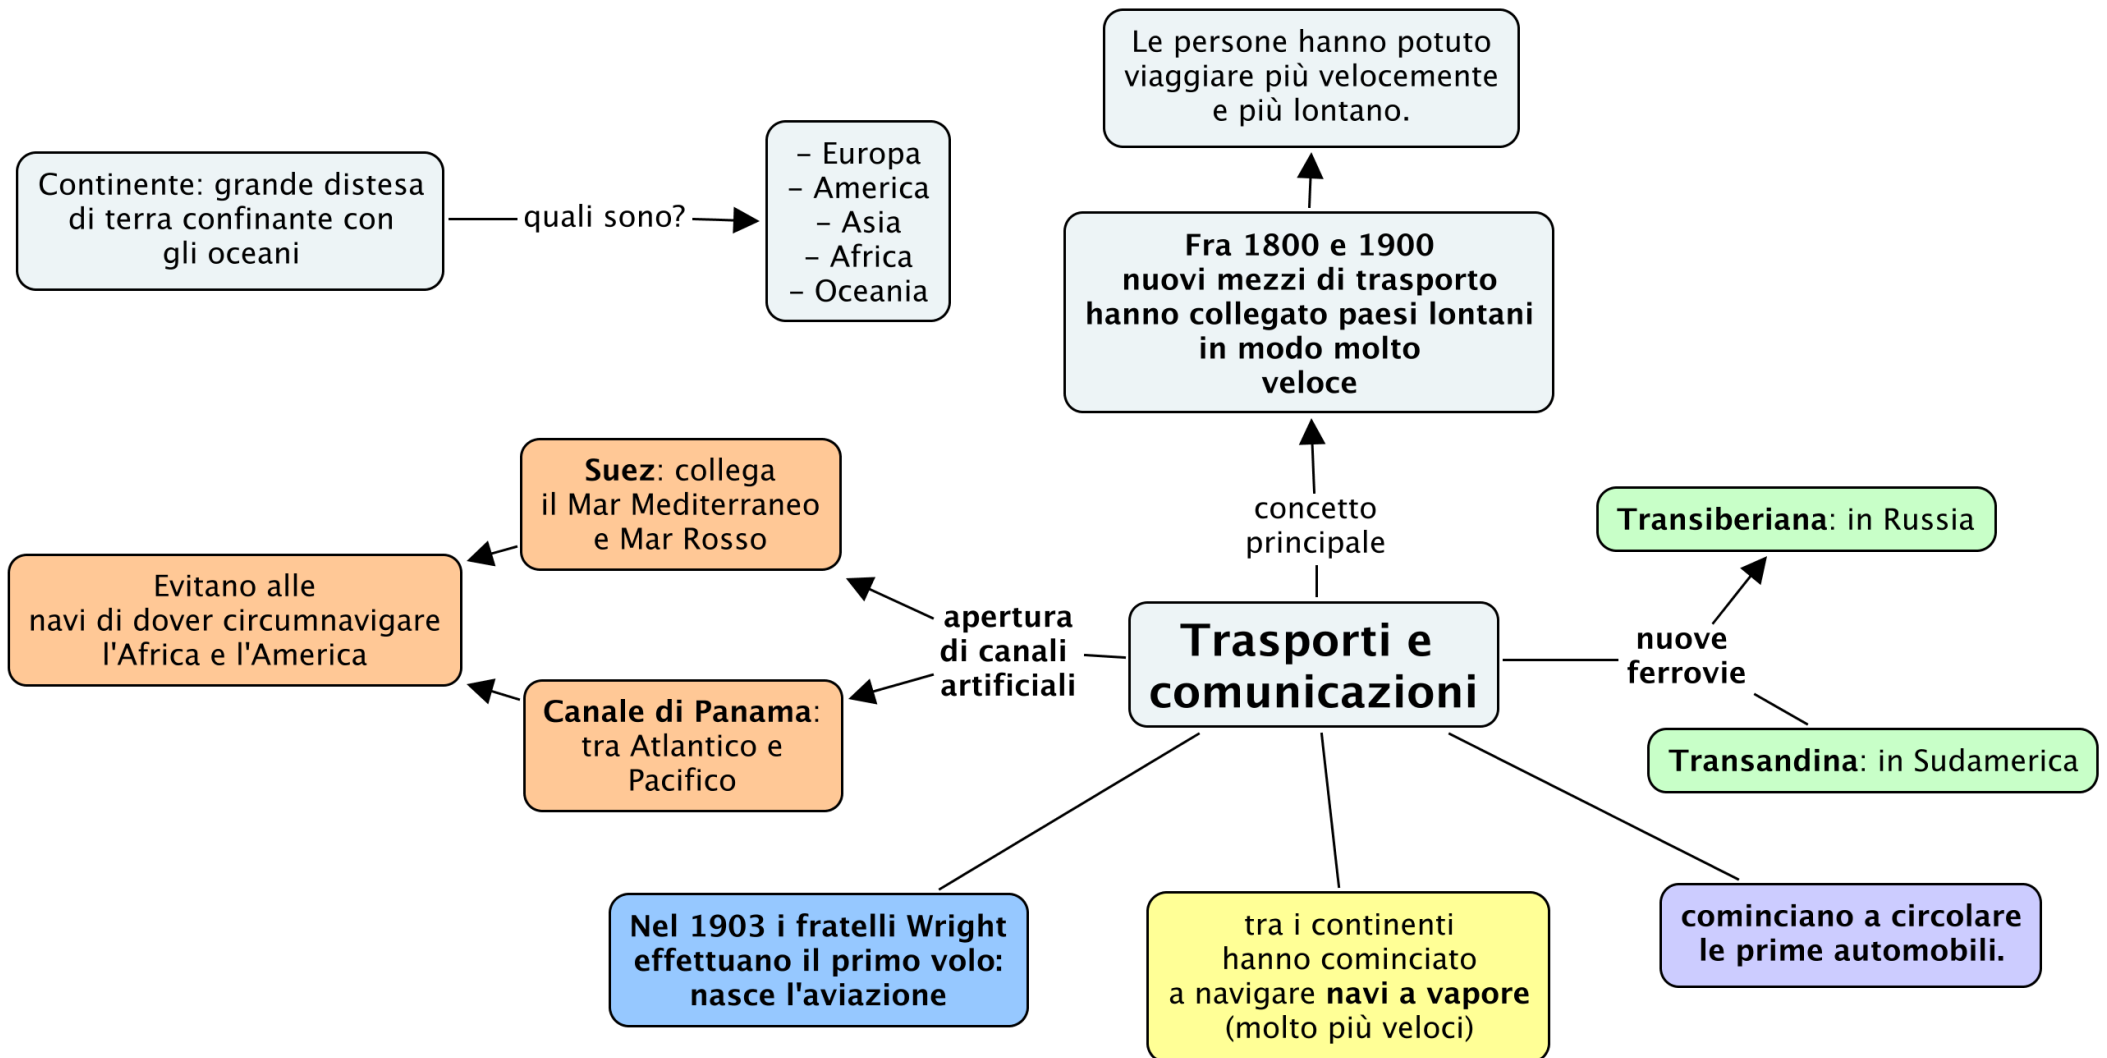 Le persone hanno potuto
viaggiare più velocemente
e più lontano.
Continente: grande distesa
di terra confinante con
gli oceani
quali sono?
– Europa
– America
– Asia
– Africa
– Oceania
Fra 1800 e 1900
nuovi mezzi di trasporto
hanno collegato paesi lontani
in modo molto
veloce
concetto
principale
Suez: collega
il Mar Mediterraneo
e Mar Rosso
Evitano alle
navi di dover circumnavigare
l'Africa e l'America
Canale di Panama:
tra Atlantico e
Pacifico
apertura
di canali
artificiali
Trasporti e
comunicazioni
nuove
ferrovie
Transiberiana: in Russia
Transandina: in Sudamerica
Nel 1903 i fratelli Wright
effettuano il primo volo:
nasce l'aviazione
tra i continenti
hanno cominciato
a navigare navi a vapore
(molto più veloci)
cominciano a circolare
le prime automobili.